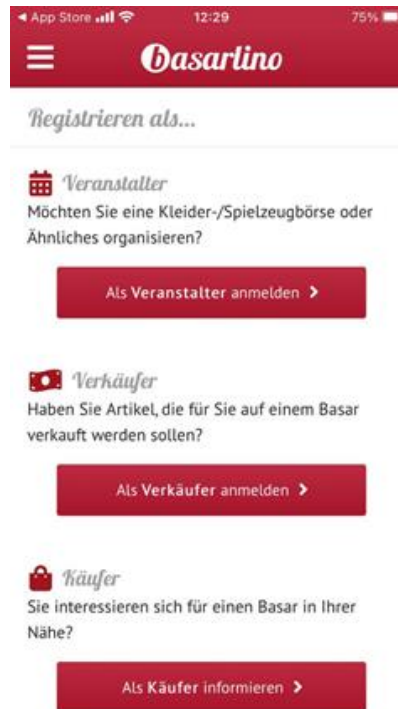 App Store 12:29 75%
basarlino
Registrieren als...
Veranstalter
Möchten Sie eine Kleider-/Spielzeugbörse oder
Ähnliches organisieren?
Als Veranstalter anmelden
Verkäufer
Haben Sie Artikel, die für Sie auf einem Basar
verkauft werden sollen?
Als Verkäufer anmelden
Käufer
Sie interessieren sich für einen Basar in Ihrer
Nähe?
Als Käufer informieren